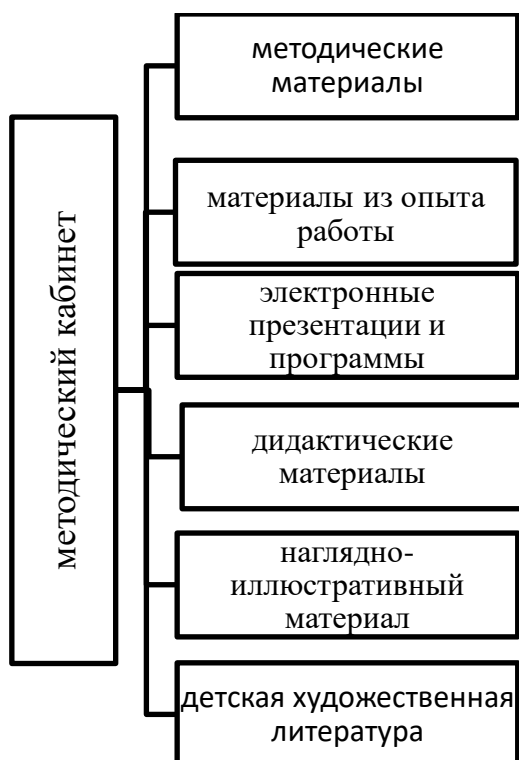 методический кабинет
методические
материалы
материалы из опыта
работы
электронные
презентации и
программы
дидактические
материалы
наглядно-
иллюстративный
материал
детская художественная
литература